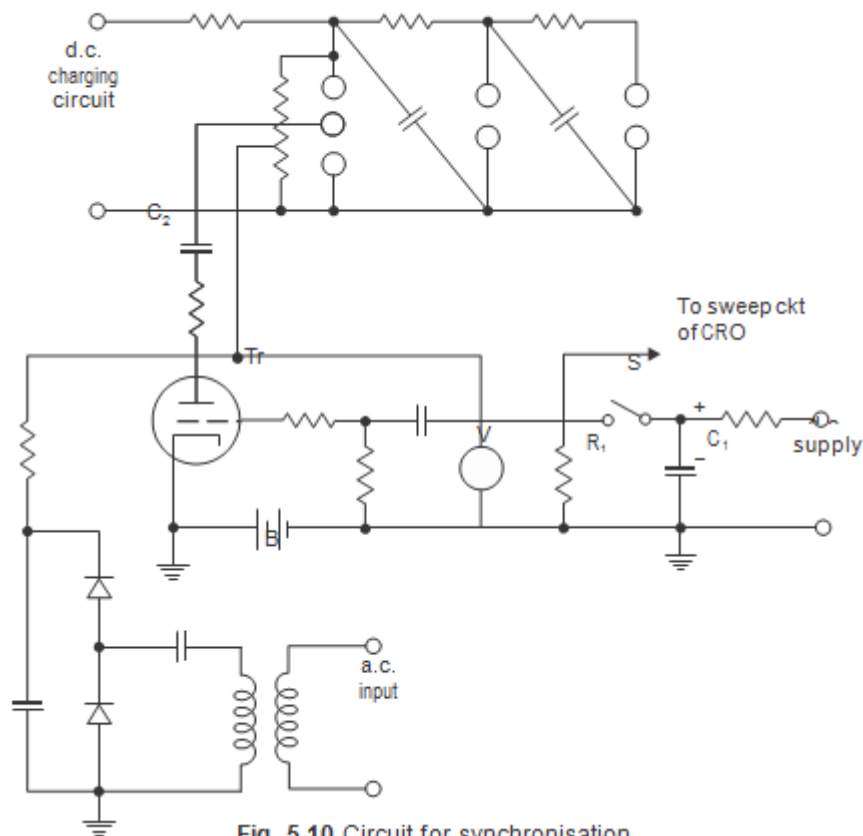 d.c.
charging
circuit
C2
To sweep ckt
of CRO
Tr
S
V
R1
+
C1
−
supply
B
a.c.
input
Fig. 5.10 Circuit for synchronisation